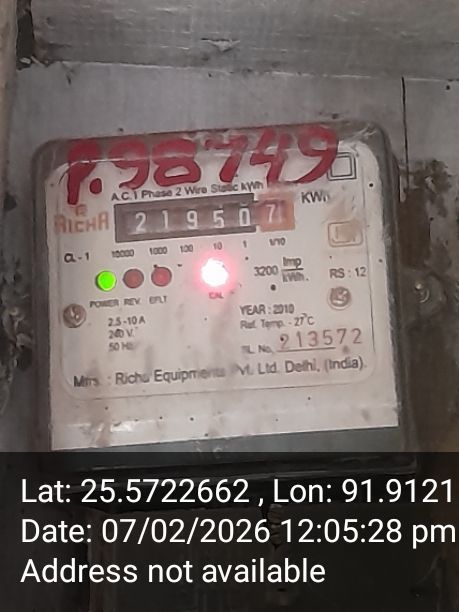 P.98749
A.C.1 Phase 2 Wire Static kWh
RICHA
21950 71 KWh
CL - 1 10000 1000 100 10 1 1/10
3200 Imp/kWh. RS : 12
POWER REV. EFLT CAL
2.5 -10 A
240 V.
50 Hz
YEAR : 2010
Ref. Temp. - 27°C
SL. No. 213572
Mfrs. : Richa Equipments Pvt. Ltd. Delhi, (India).
Lat: 25.5722662 , Lon: 91.9121
Date: 07/02/2026 12:05:28 pm
Address not available